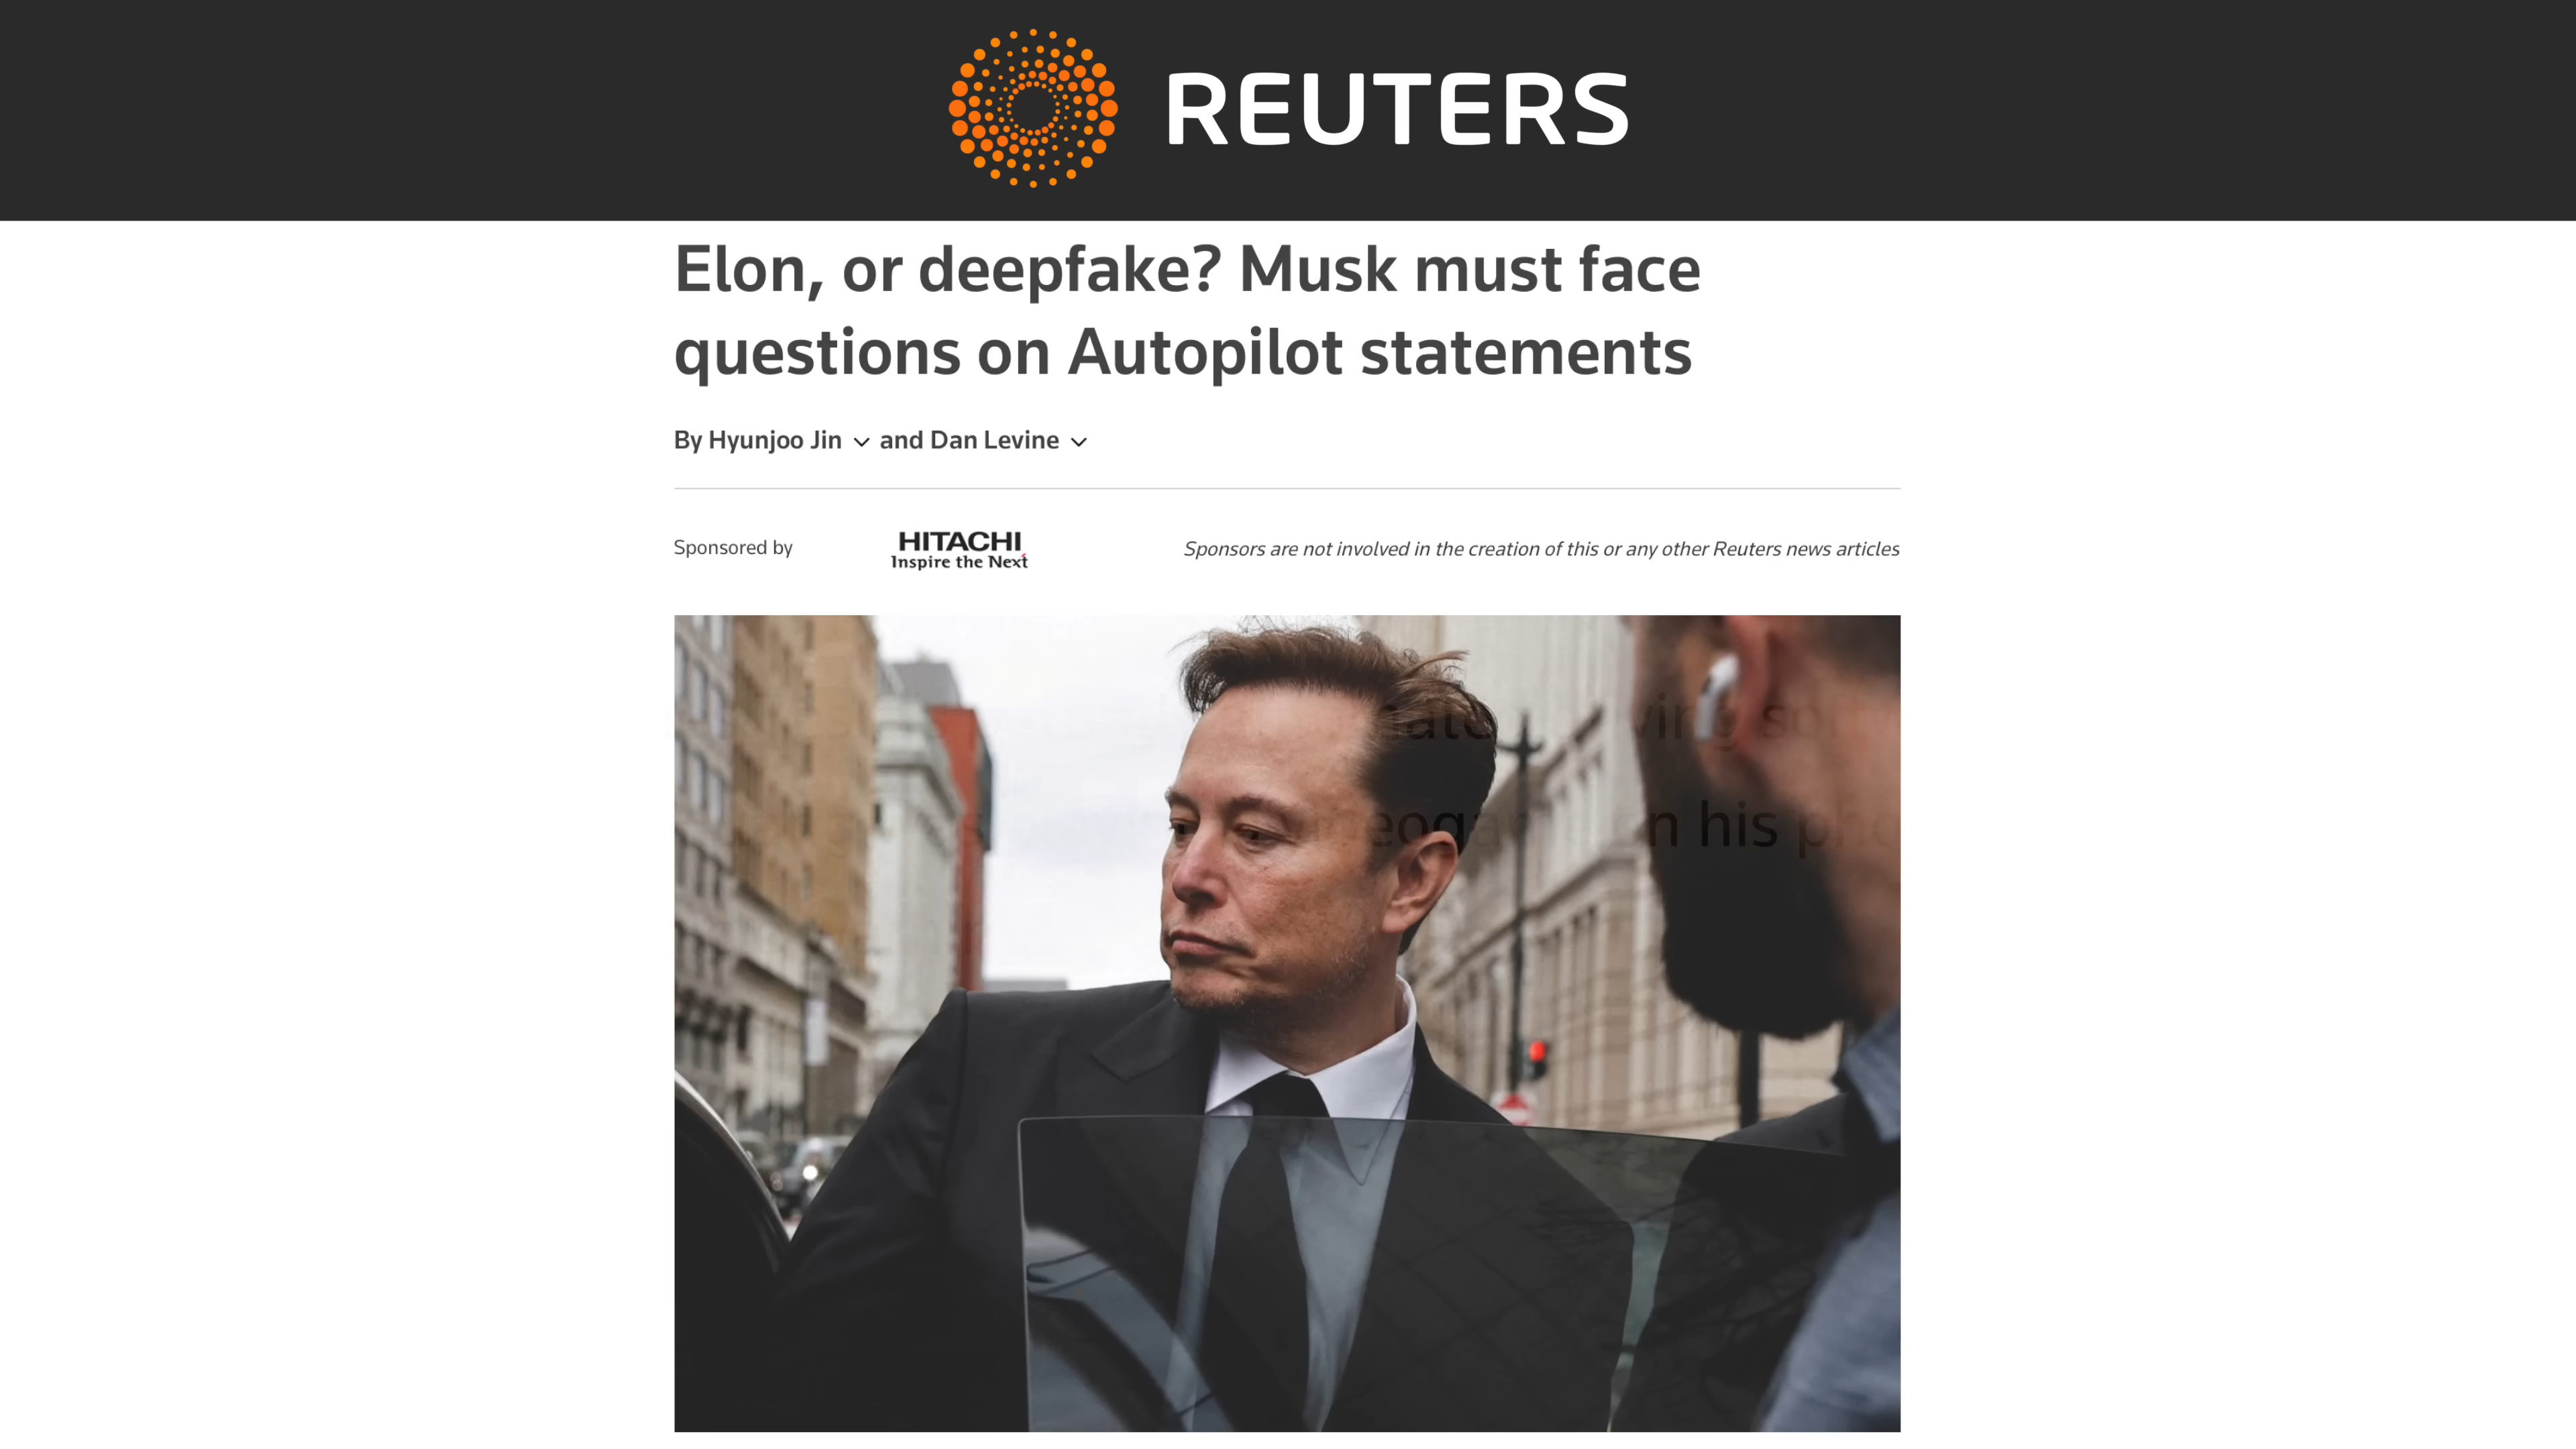 REUTERS
Elon, or deepfake? Musk must face
questions on Autopilot statements
By Hyunjoo Jin and Dan Levine
Sponsored by HITACHI Inspire the Next Sponsors are not involved in the creation of this or any other Reuters news articles
n his